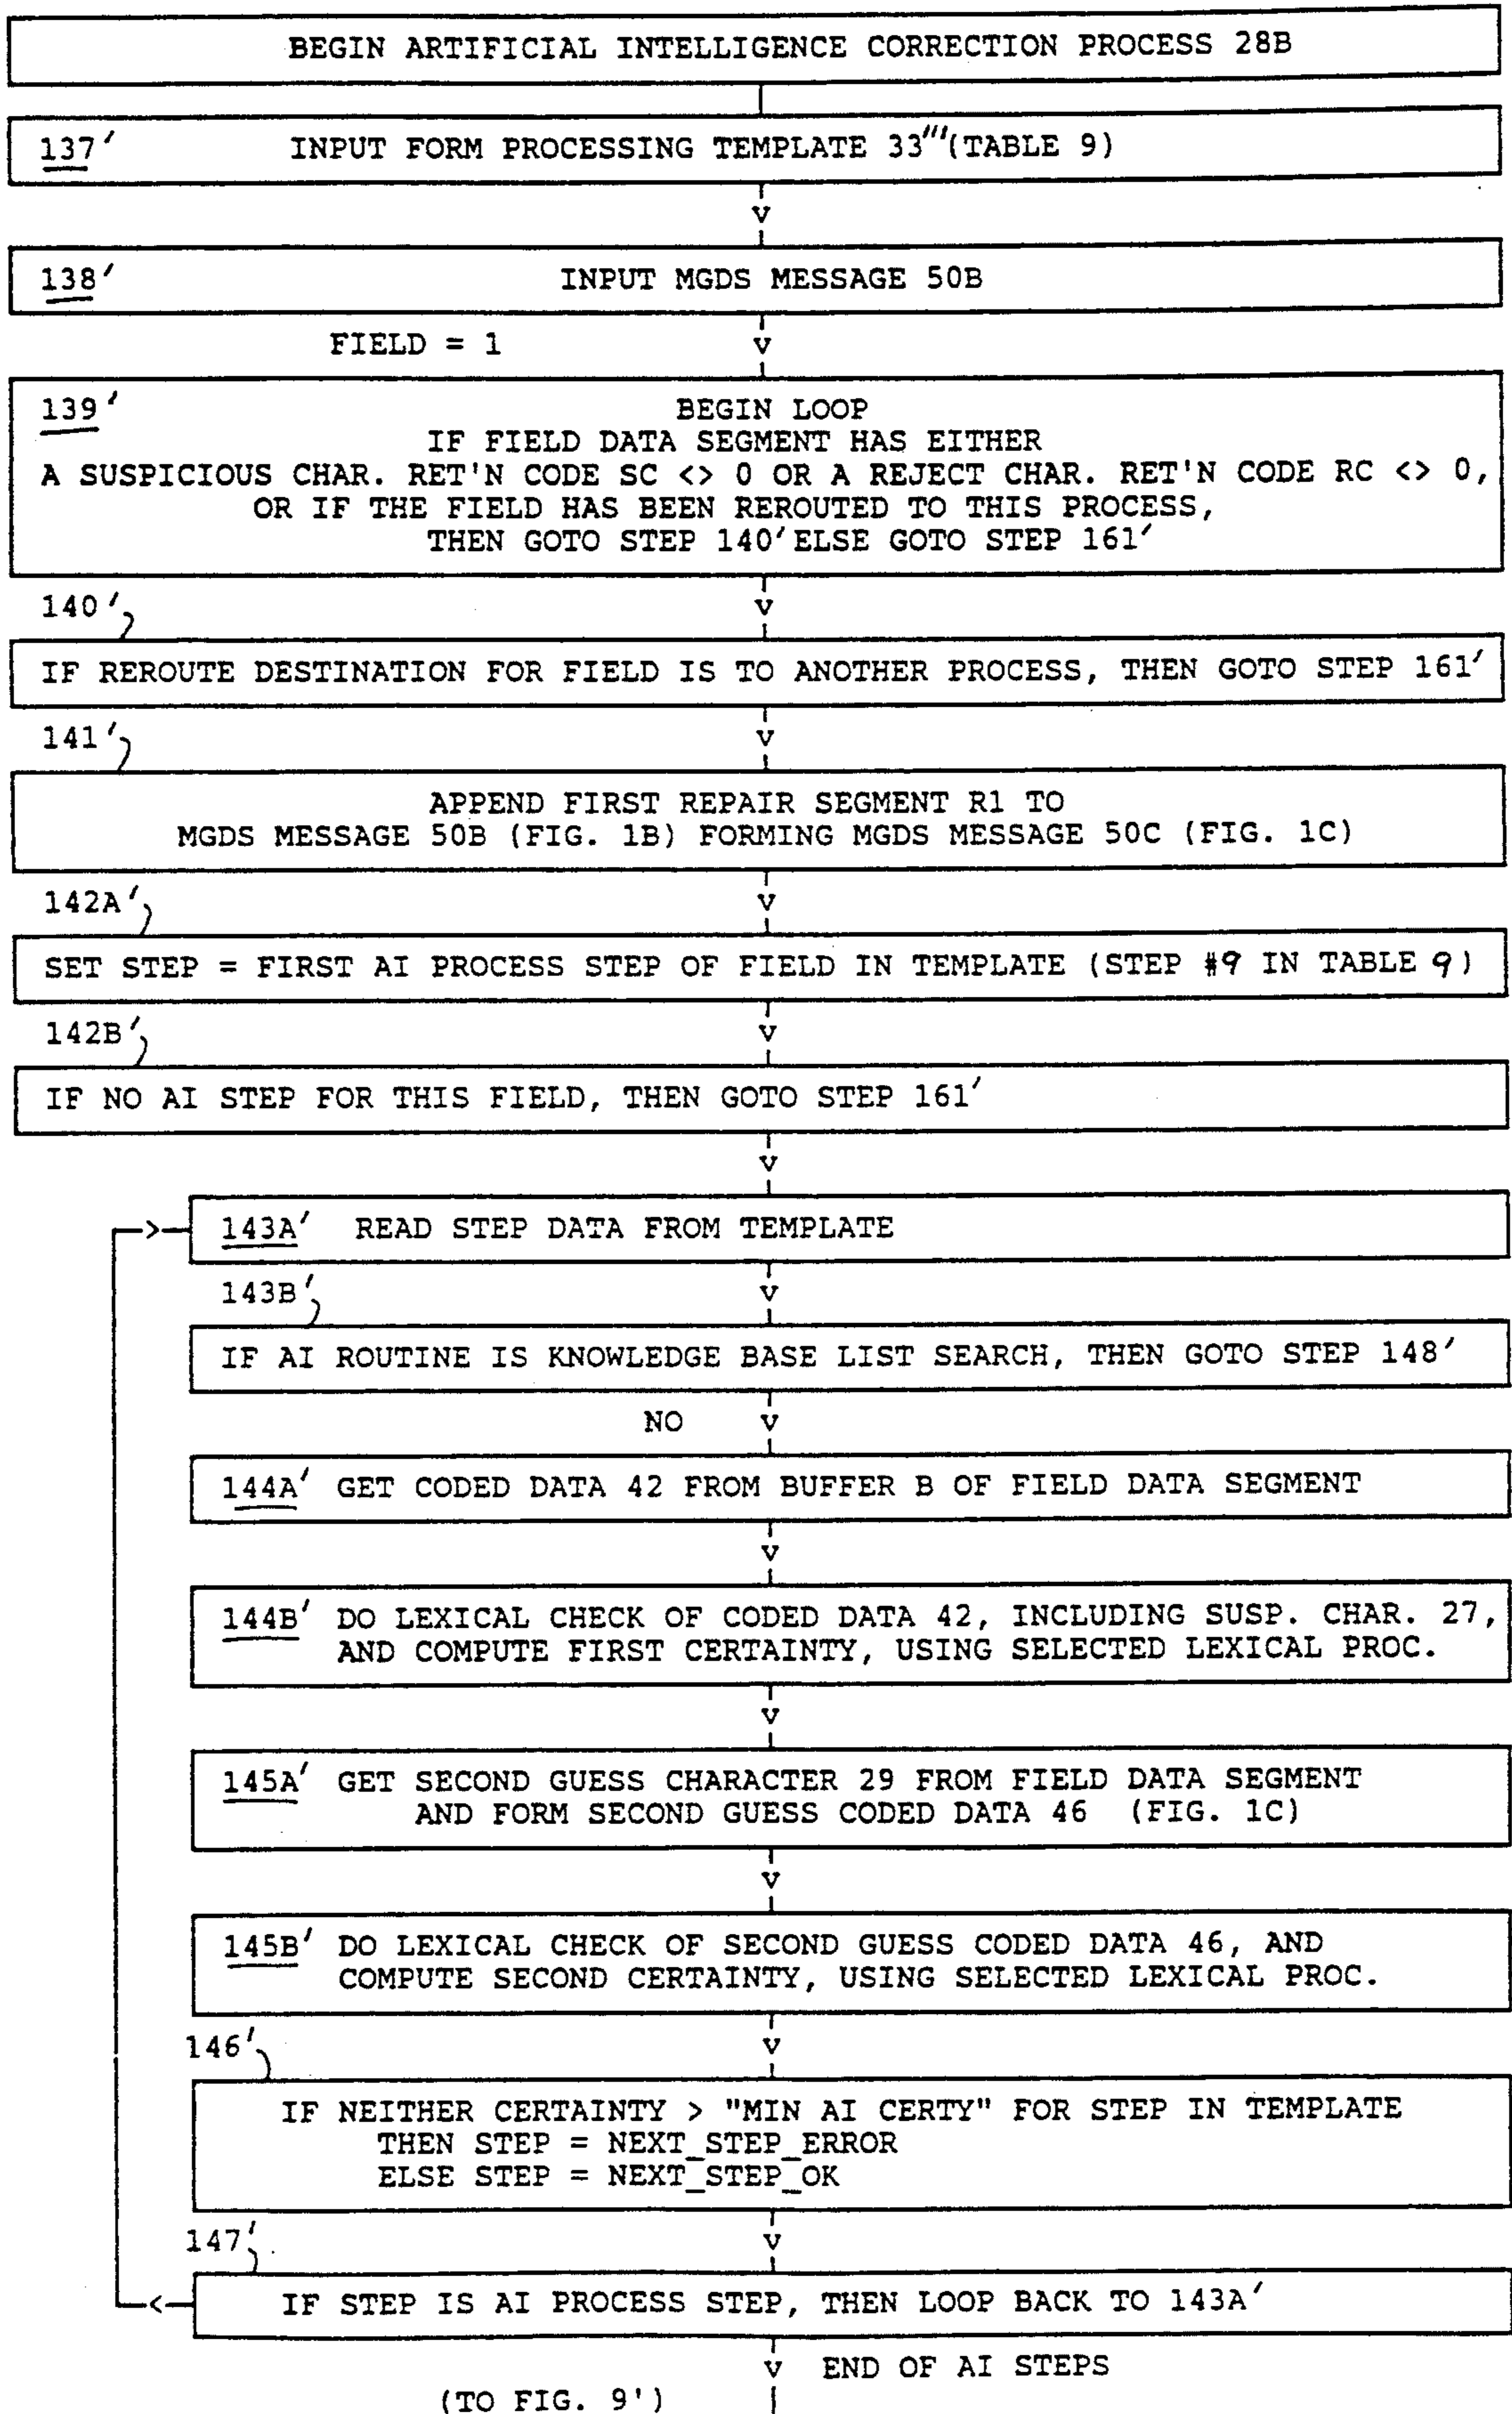 BEGIN ARTIFICIAL INTELLIGENCE CORRECTION PROCESS 28B
137' INPUT FORM PROCESSING TEMPLATE 33'''(TABLE 9)
V
138' INPUT MGDS MESSAGE 50B
FIELD = 1 V
139' BEGIN LOOP
IF FIELD DATA SEGMENT HAS EITHER
A SUSPICIOUS CHAR. RET'N CODE SC <> 0 OR A REJECT CHAR. RET'N CODE RC <> 0,
OR IF THE FIELD HAS BEEN REROUTED TO THIS PROCESS,
THEN GOTO STEP 140' ELSE GOTO STEP 161'
140' V
IF REROUTE DESTINATION FOR FIELD IS TO ANOTHER PROCESS, THEN GOTO STEP 161'
141' V
APPEND FIRST REPAIR SEGMENT R1 TO
MGDS MESSAGE 50B (FIG. 1B) FORMING MGDS MESSAGE 50C (FIG. 1C)
142A' V
SET STEP = FIRST AI PROCESS STEP OF FIELD IN TEMPLATE (STEP #9 IN TABLE 9)
142B' V
IF NO AI STEP FOR THIS FIELD, THEN GOTO STEP 161'
V
>
143A' READ STEP DATA FROM TEMPLATE
143B' V
IF AI ROUTINE IS KNOWLEDGE BASE LIST SEARCH, THEN GOTO STEP 148'
NO V
144A' GET CODED DATA 42 FROM BUFFER B OF FIELD DATA SEGMENT
V
144B' DO LEXICAL CHECK OF CODED DATA 42, INCLUDING SUSP. CHAR. 27,
AND COMPUTE FIRST CERTAINTY, USING SELECTED LEXICAL PROC.
V
145A' GET SECOND GUESS CHARACTER 29 FROM FIELD DATA SEGMENT
AND FORM SECOND GUESS CODED DATA 46 (FIG. 1C)
V
145B' DO LEXICAL CHECK OF SECOND GUESS CODED DATA 46, AND
COMPUTE SECOND CERTAINTY, USING SELECTED LEXICAL PROC.
146' V
IF NEITHER CERTAINTY > "MIN AI CERTY" FOR STEP IN TEMPLATE
THEN STEP = NEXT_STEP_ERROR
ELSE STEP = NEXT_STEP_OK
147' V
<
IF STEP IS AI PROCESS STEP, THEN LOOP BACK TO 143A'
V END OF AI STEPS
(TO FIG. 9')